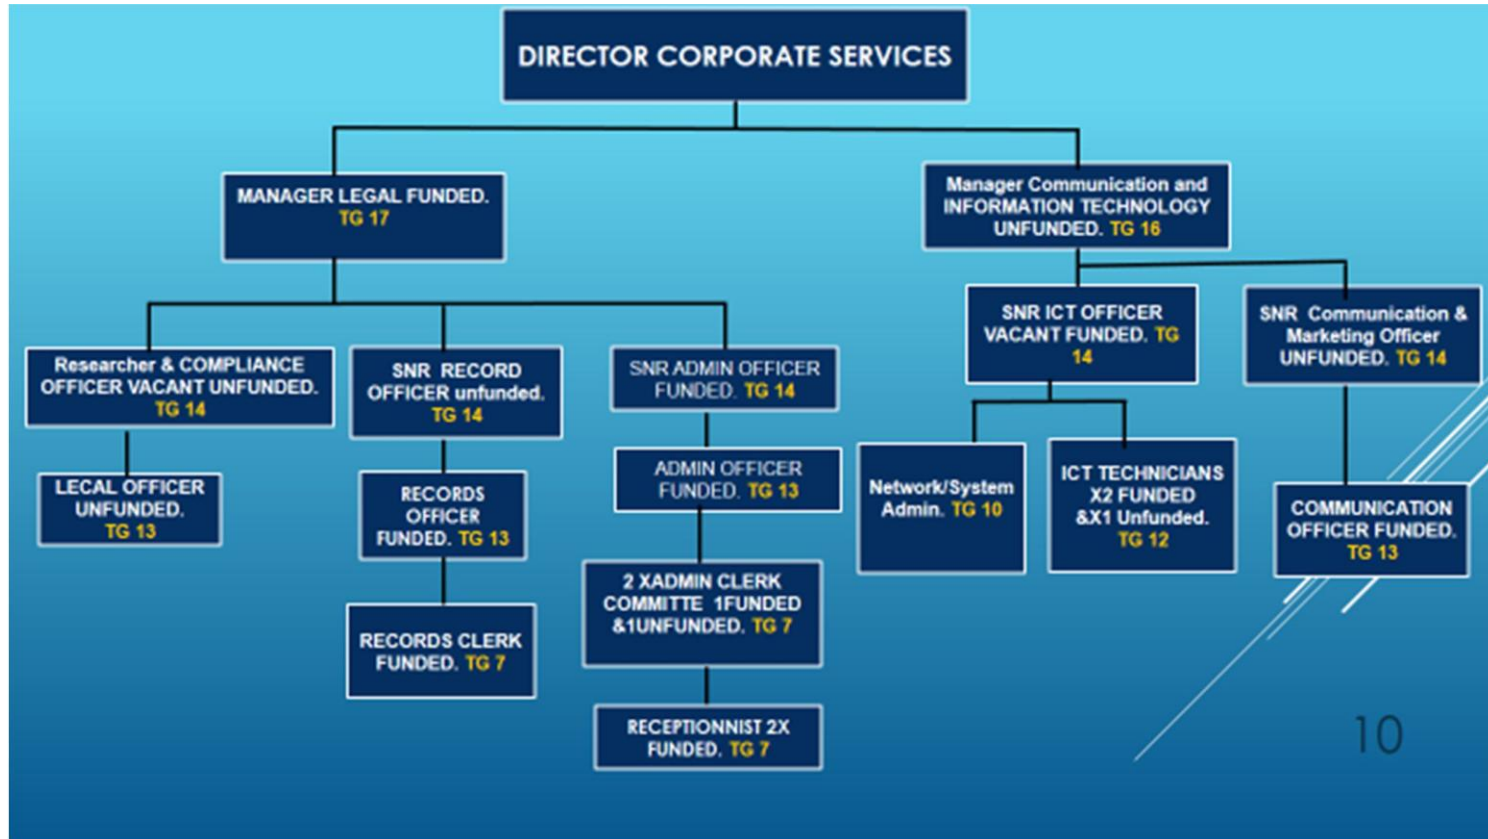 DIRECTOR CORPORATE SERVICES
MANAGER LEGAL FUNDED.
TG 17
Manager Communication and
INFORMATION TECHNOLOGY
UNFUNDED. TG 16
Researcher & COMPLIANCE
OFFICER VACANT UNFUNDED.
TG 14
SNR RECORD
OFFICER unfunded.
TG 14
SNR ADMIN OFFICER
FUNDED. TG 14
SNR ICT OFFICER
VACANT FUNDED. TG
14
SNR Communication &
Marketing Officer
UNFUNDED. TG 14
LECAL OFFICER
UNFUNDED.
TG 13
RECORDS
OFFICER
FUNDED. TG 13
ADMIN OFFICER
FUNDED. TG 13
Network/System
Admin. TG 10
ICT TECHNICIANS
X2 FUNDED
&X1 Unfunded.
TG 12
COMMUNICATION
OFFICER FUNDED.
TG 13
RECORDS CLERK
FUNDED. TG 7
2 XADMIN CLERK
COMMITTE 1FUNDED
&1UNFUNDED. TG 7
RECEPTIONNIST 2X
FUNDED. TG 7
10